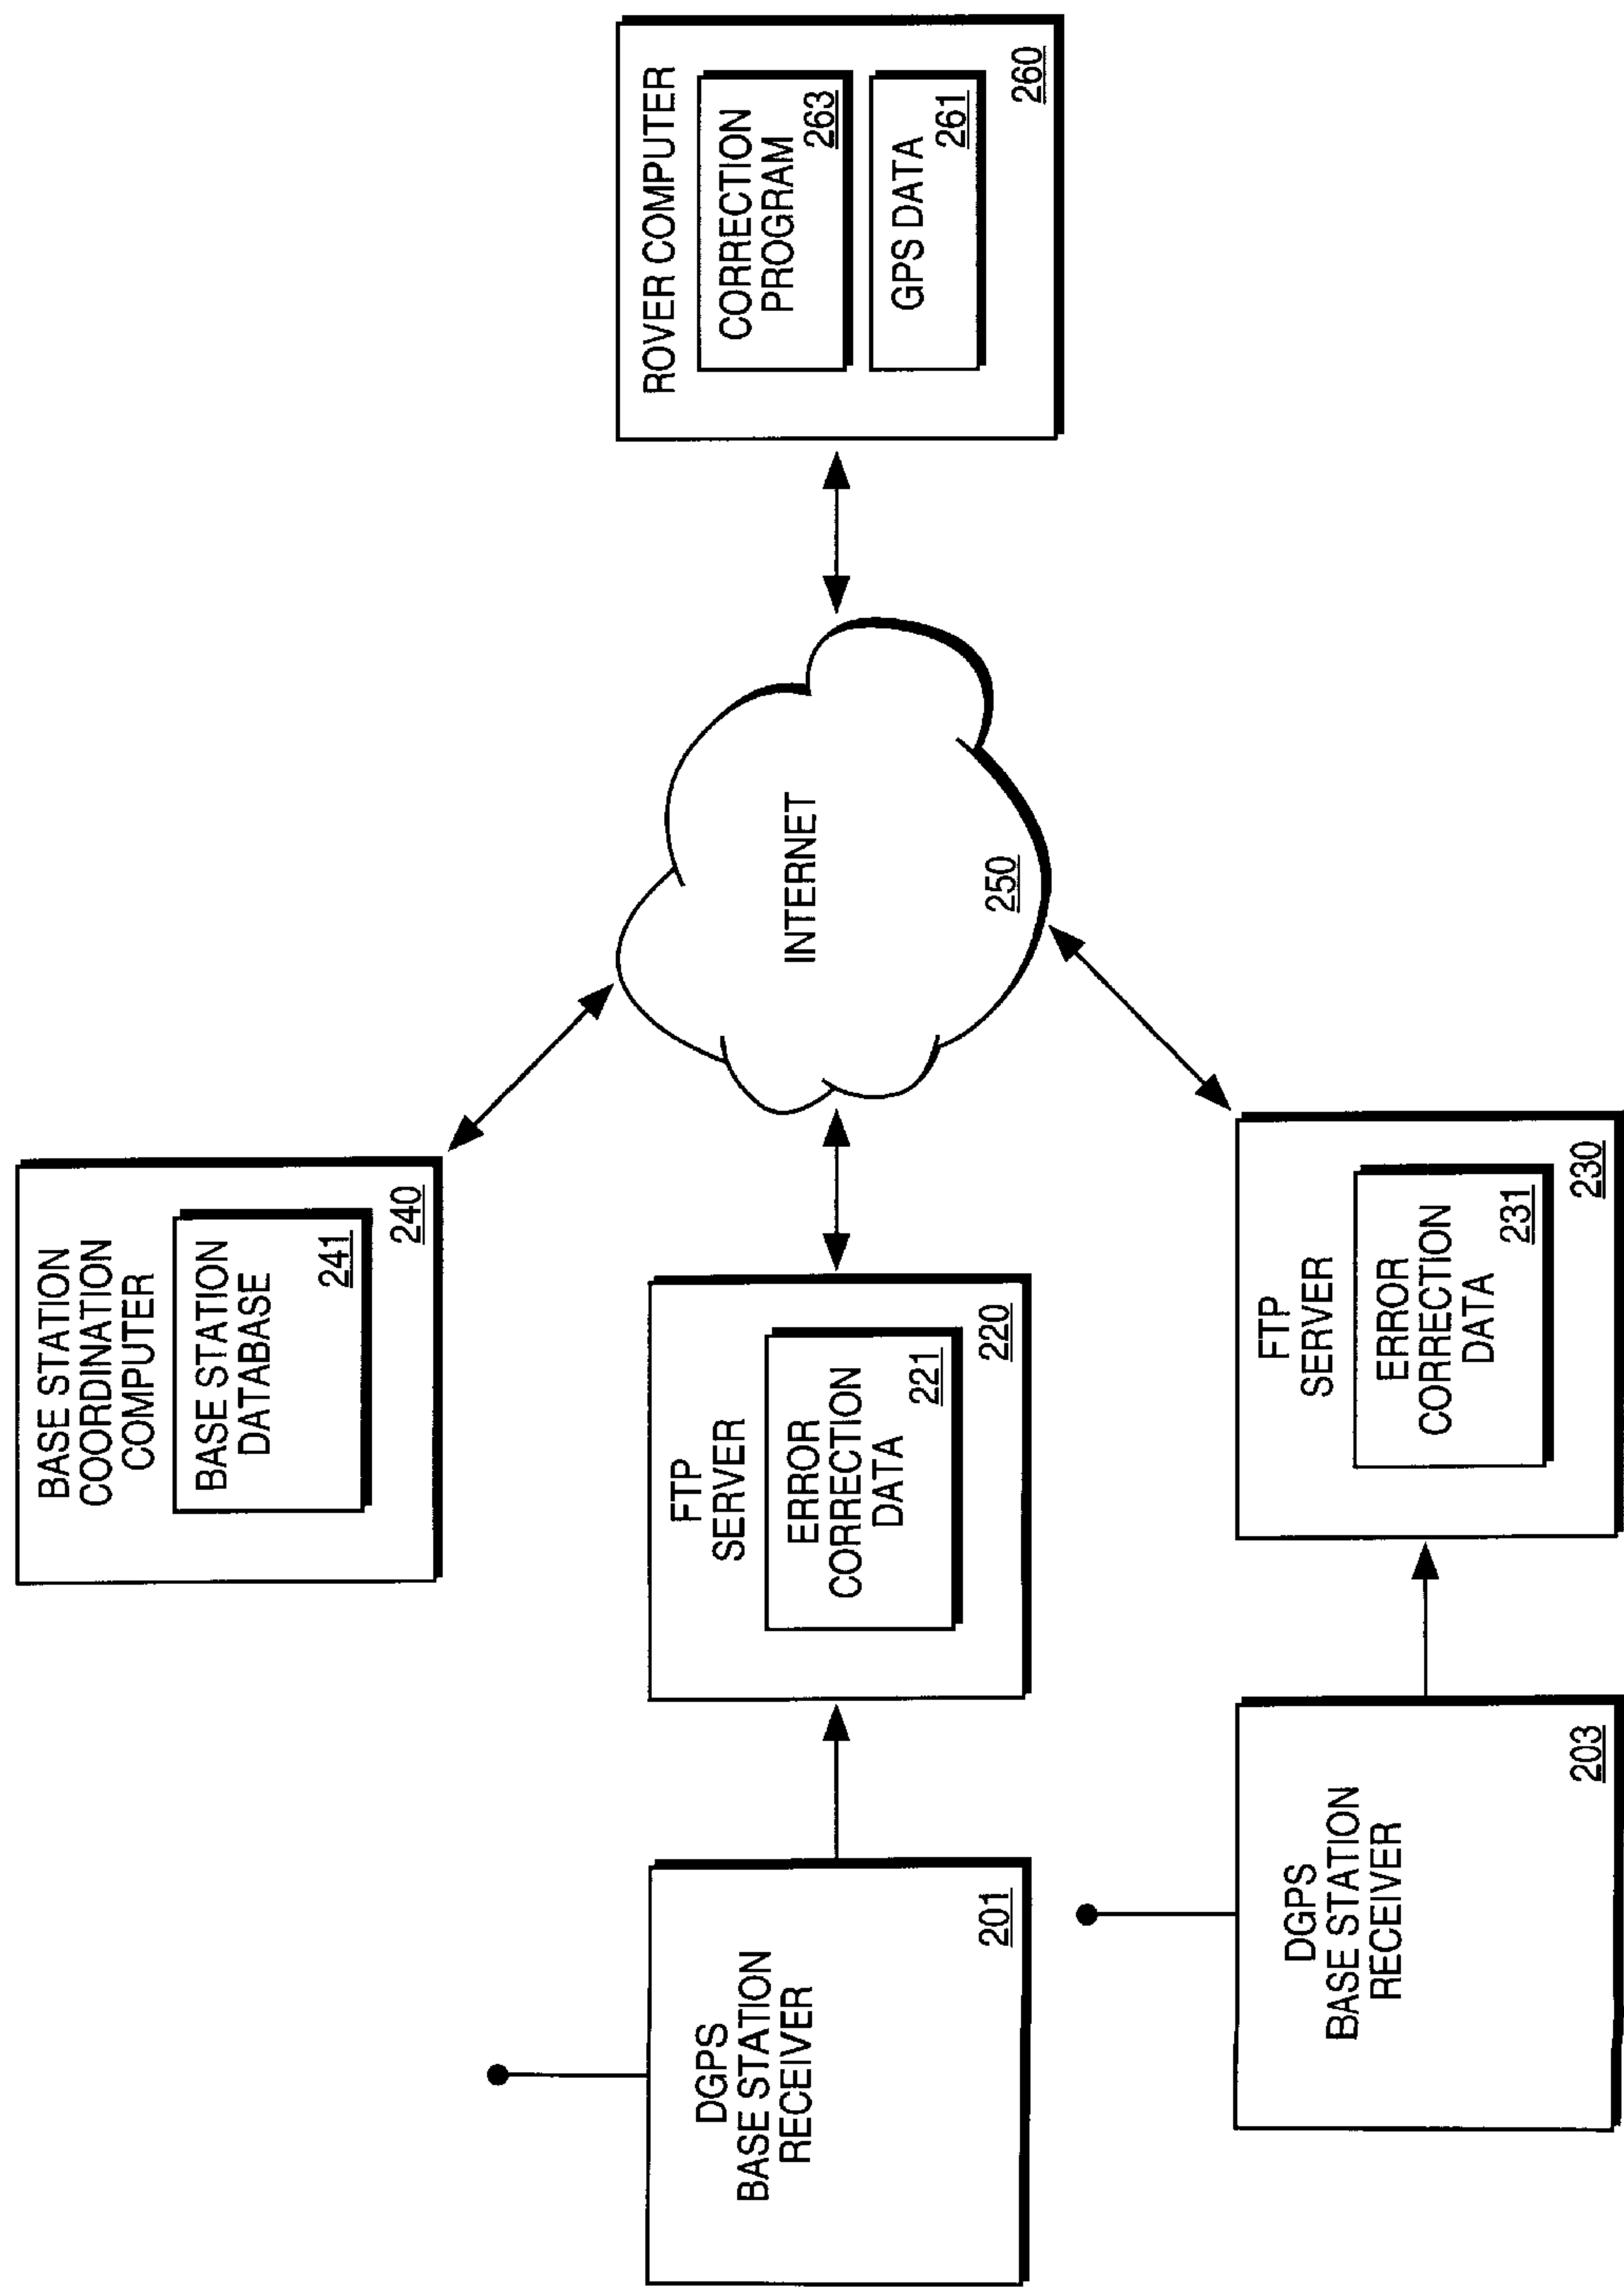 BASE STATION
COORDINATION
COMPUTER
BASE STATION
DATABASE
241
240
DGPS
BASE STATION
RECEIVER
201
FTP
SERVER
ERROR
CORRECTION
DATA
221
220
INTERNET
250
ROVER COMPUTER
CORRECTION
PROGRAM
263
GPS DATA
261
260
DGPS
BASE STATION
RECEIVER
203
FTP
SERVER
ERROR
CORRECTION
DATA
231
230